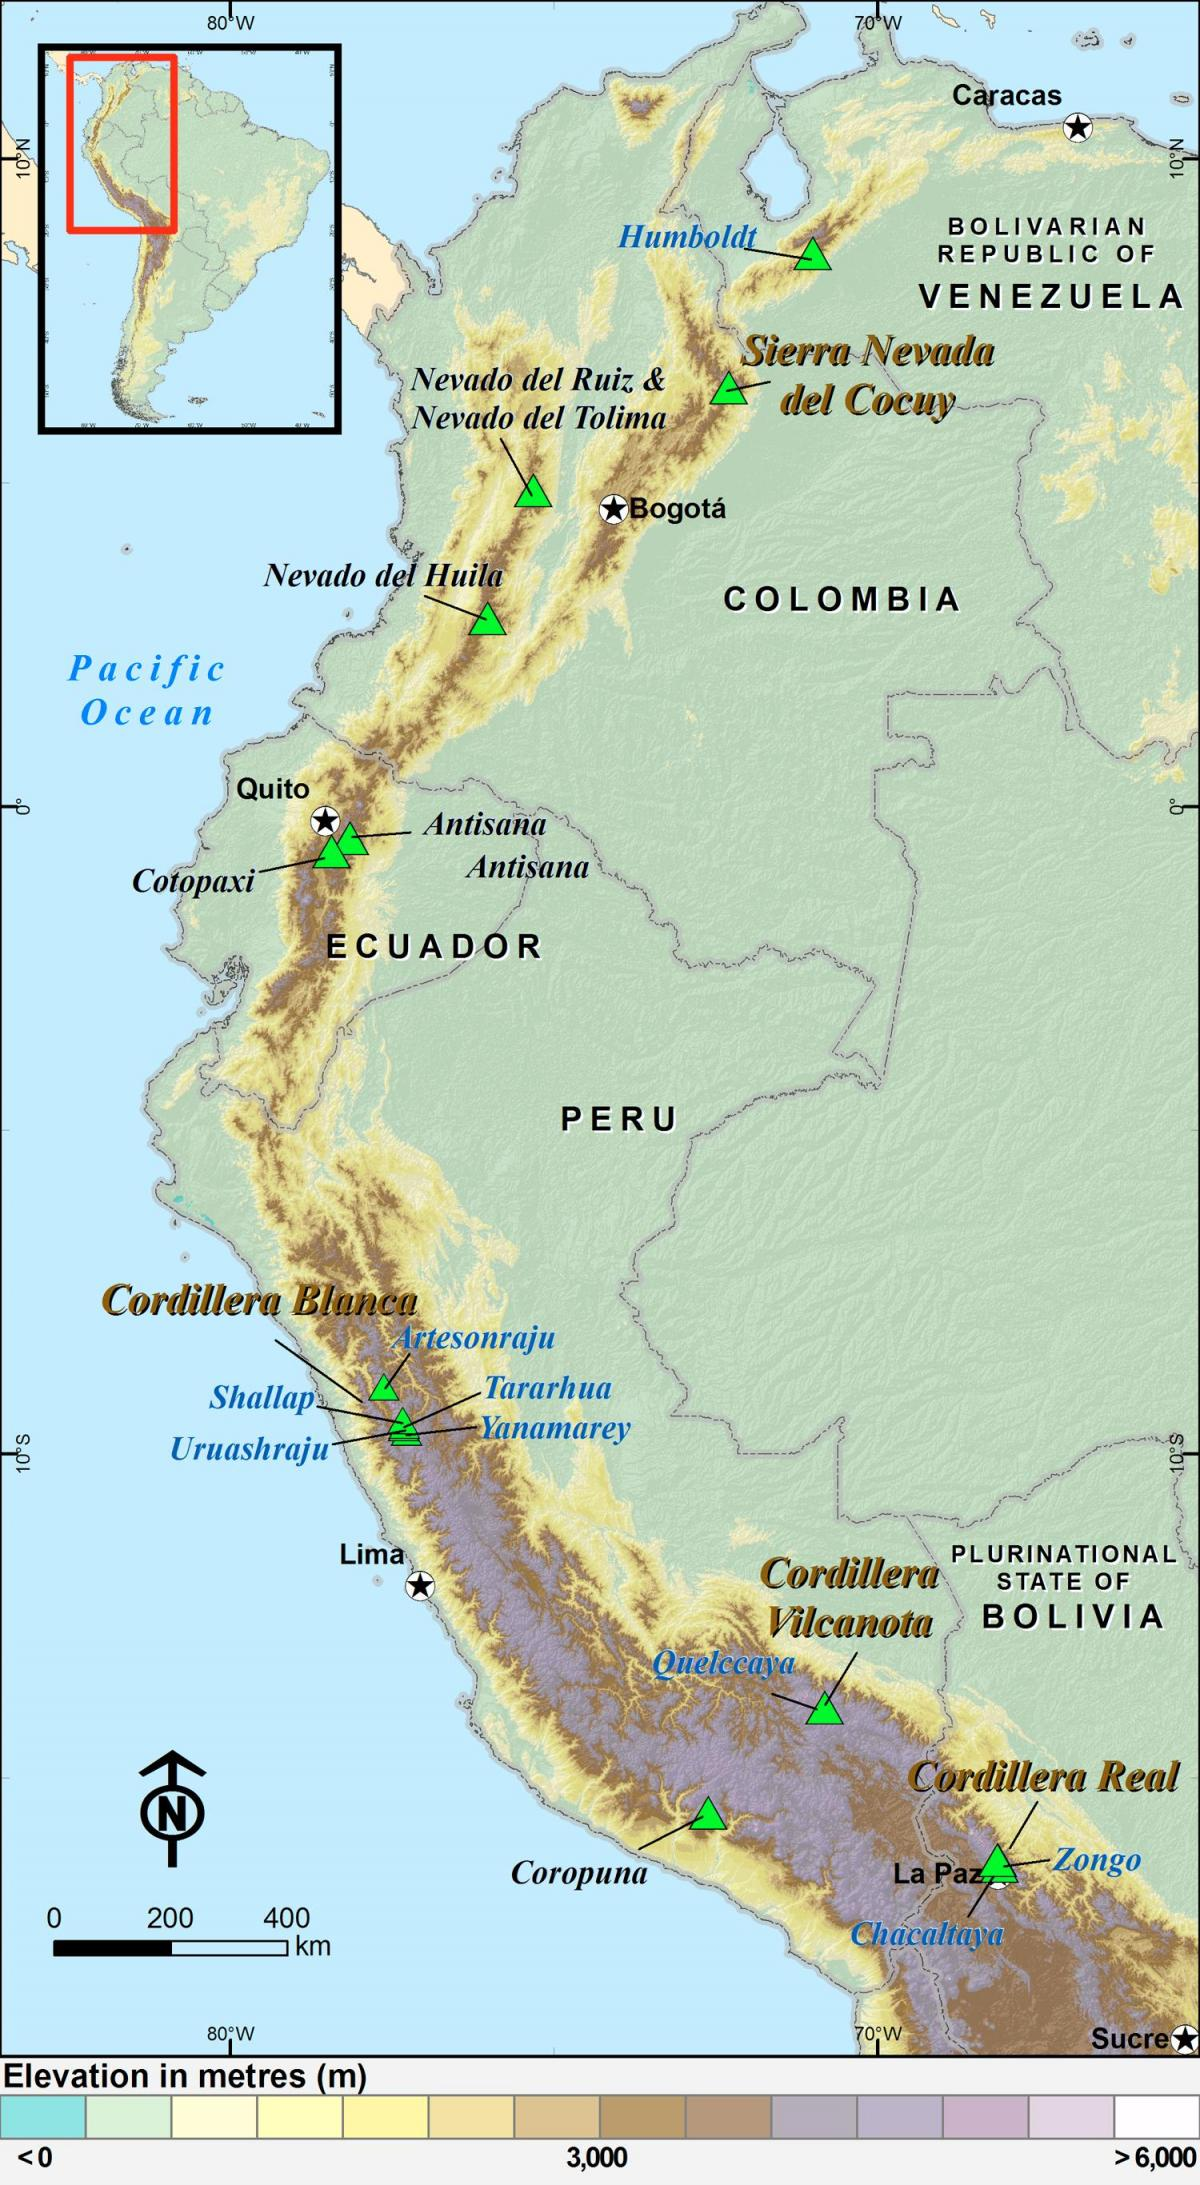 80°W
70°W
10°N
10°N
Caracas
Humboldt
BOLIVARIAN
REPUBLIC OF
VENEZUELA
Sierra Nevada
del Cocuy
Nevado del Ruiz &
Nevado del Tolima
Bogotá
Nevado del Huila
COLOMBIA
Pacific
Ocean
Quito
0°
0°
Antisana
Antisana
Cotopaxi
ECUADOR
PERU
Cordillera Blanca
Artesonraju
Shallap
Tararhua
Yanamarey
Uruashraju
10°S
10°S
Lima
PLURINATIONAL
STATE OF
BOLIVIA
Cordillera
Vilcanota
Quelccaya
Cordillera Real
N
Coropuna
La Paz
Zongo
Chacaltaya
0 200 400
km
80°W
70°W
Sucre
Elevation in metres (m)
< 0 3,000 > 6,000